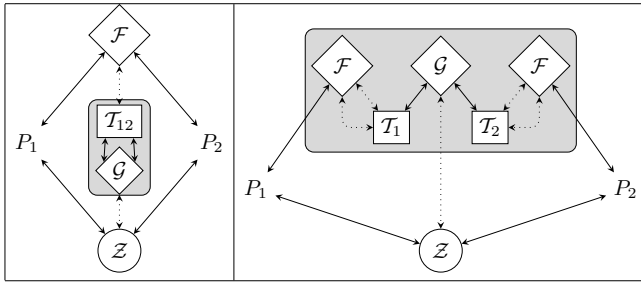 𝓕
𝓣₁₂
P₁ P₂
𝓖
𝓩
𝓕 𝓖 𝓕
𝓣₁ 𝓣₂
P₁ P₂
𝓩